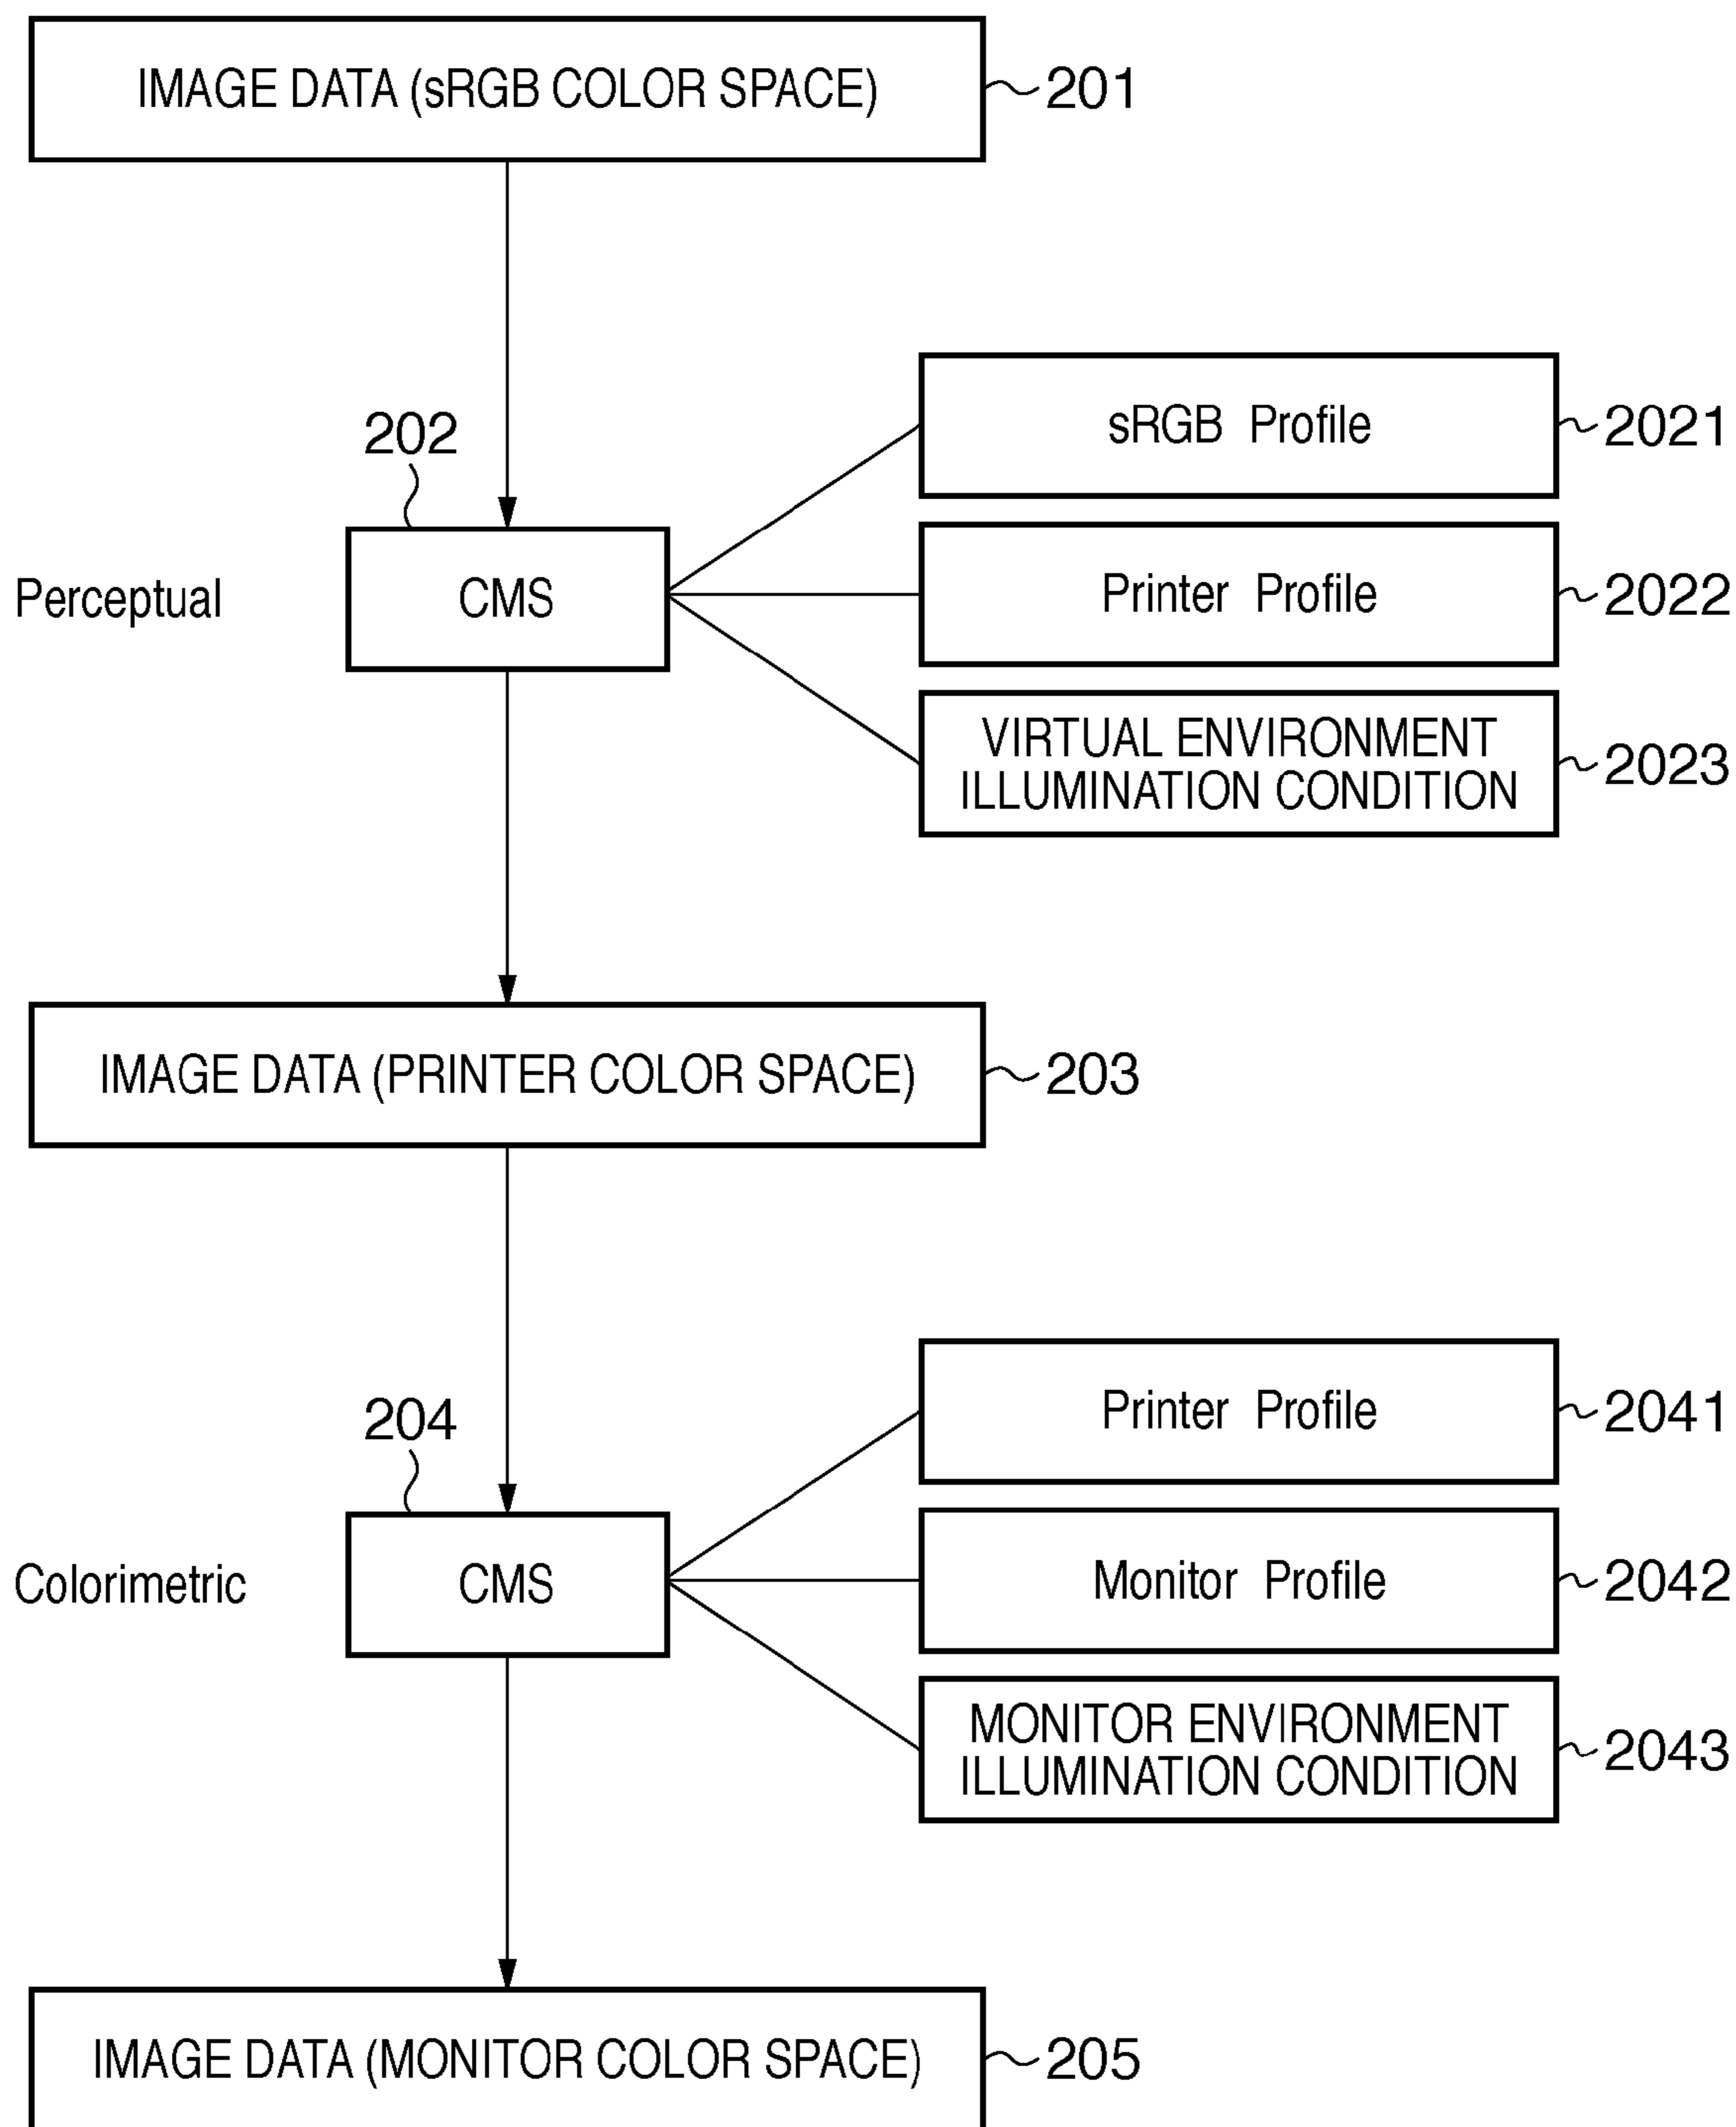 IMAGE DATA (sRGB COLOR SPACE)
201
202
Perceptual
CMS
sRGB Profile
2021
Printer Profile
2022
VIRTUAL ENVIRONMENT
ILLUMINATION CONDITION
2023
IMAGE DATA (PRINTER COLOR SPACE)
203
204
Colorimetric
CMS
Printer Profile
2041
Monitor Profile
2042
MONITOR ENVIRONMENT
ILLUMINATION CONDITION
2043
IMAGE DATA (MONITOR COLOR SPACE)
205